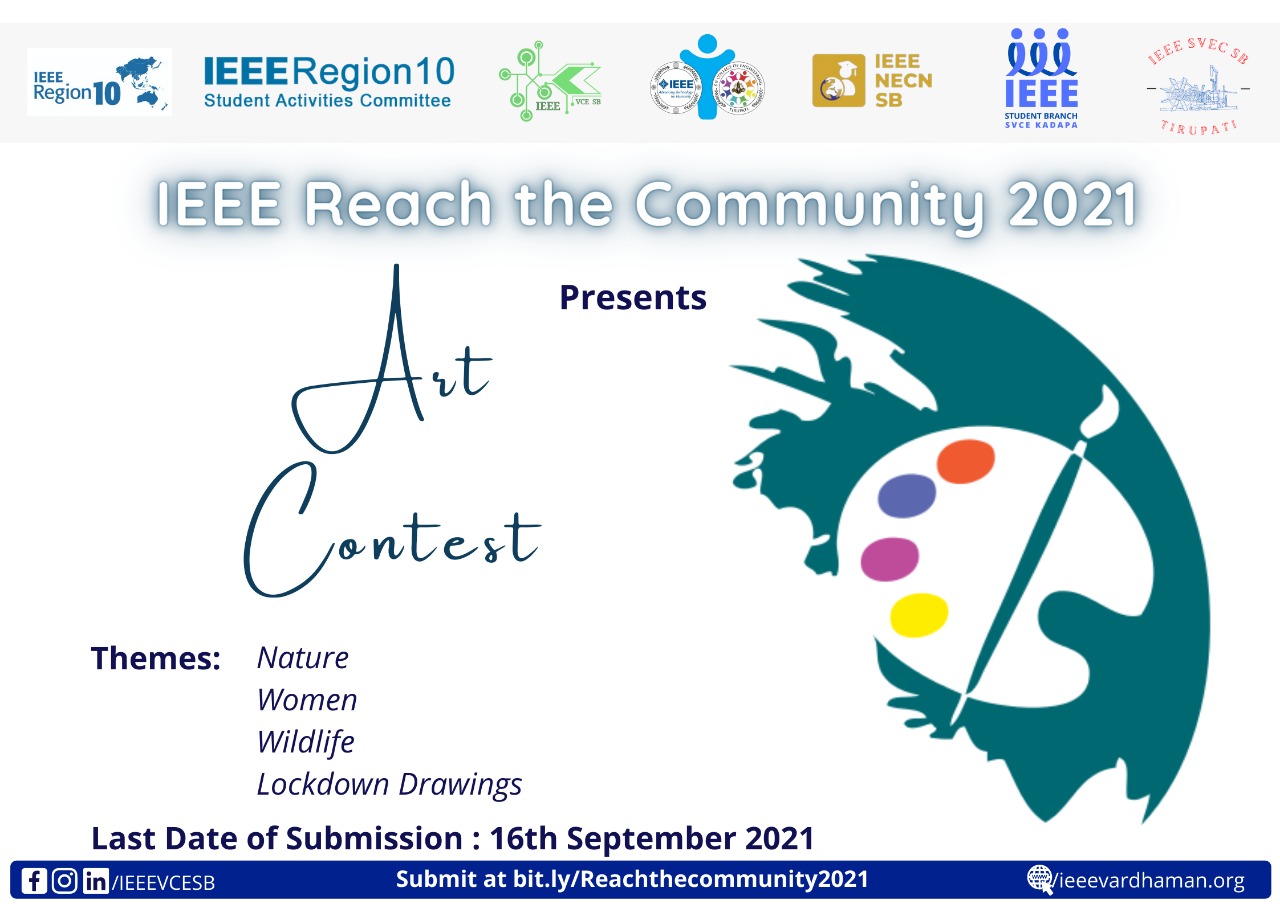 IEEE
Region10
IEEERegion10
Student Activities Committee
IEEE VCE SB
IEEE
IEEE
NECN
SB
IEEE
STUDENT BRANCH
SVCE KADAPA
IEEE SVEC SB
TIRUPATI
IEEE Reach the Community 2021
Presents
Art
Contest
Themes: Nature
Women
Wildlife
Lockdown Drawings
Last Date of Submission : 16th September 2021
/IEEEVCESB
Submit at bit.ly/Reachthecommunity2021
/ieeevardhaman.org